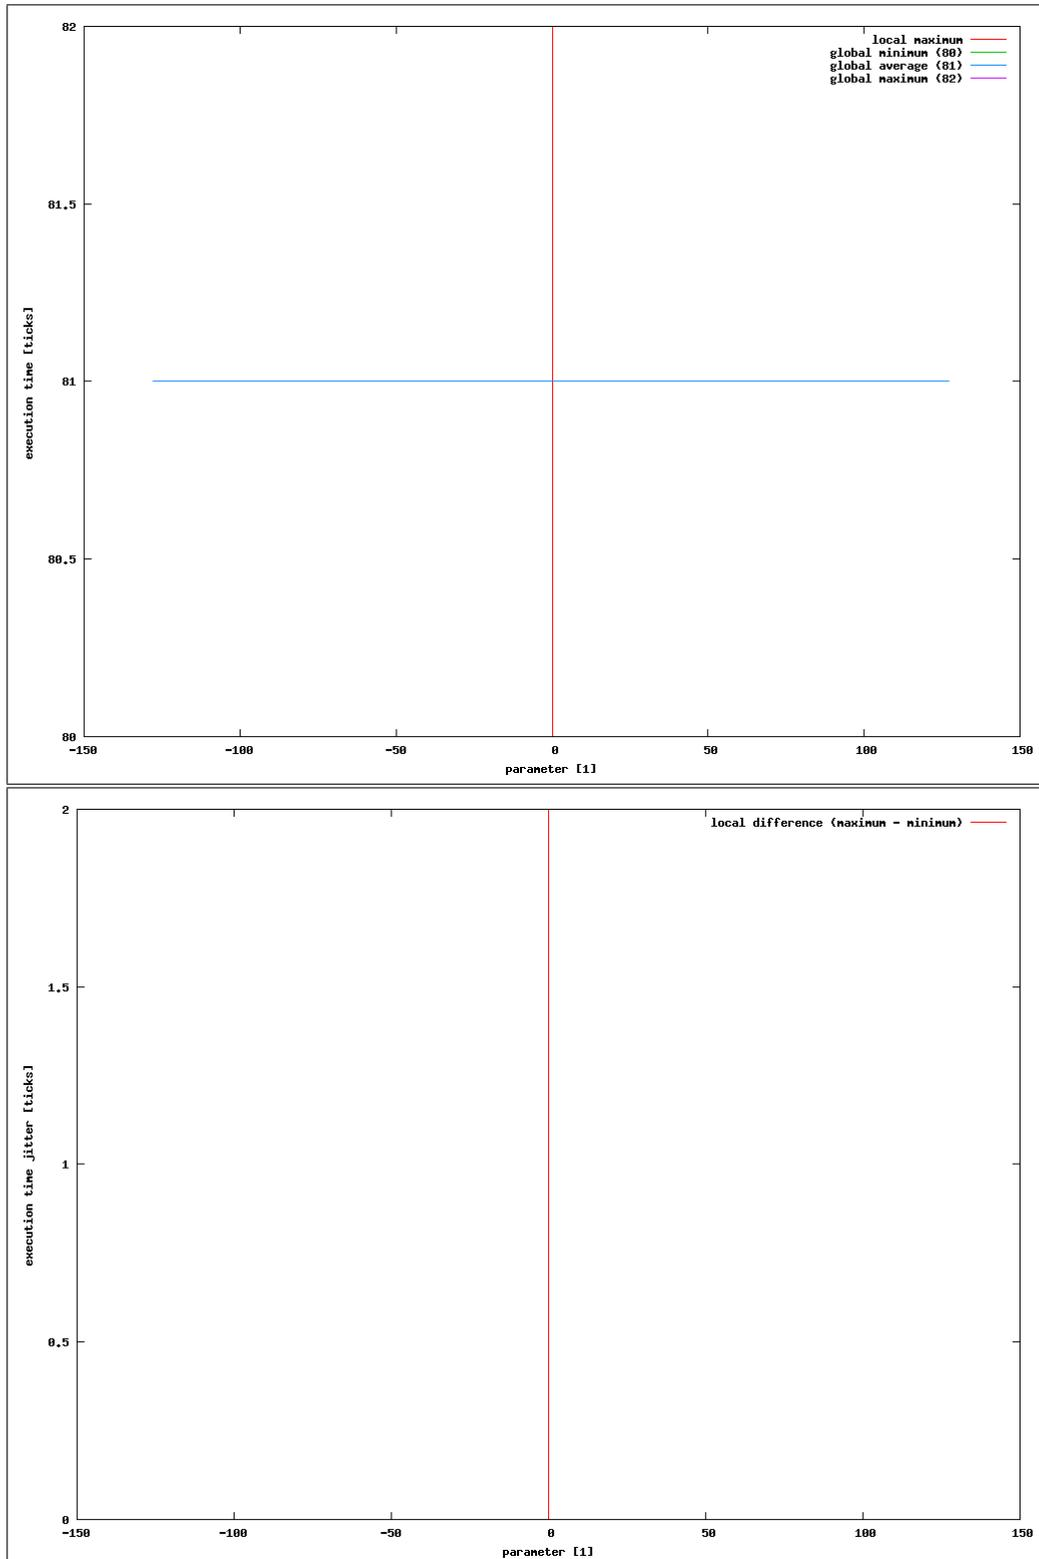 82
local maximum
global minimum (80)
global average (81)
global maximum (82)
81.5
execution time [ticks]
81
80.5
80
-150 -100 -50 0 50 100 150
parameter [1]
2
local difference (maximum - minimum)
1.5
execution time jitter [ticks]
1
0.5
0
-150 -100 -50 0 50 100 150
parameter [1]